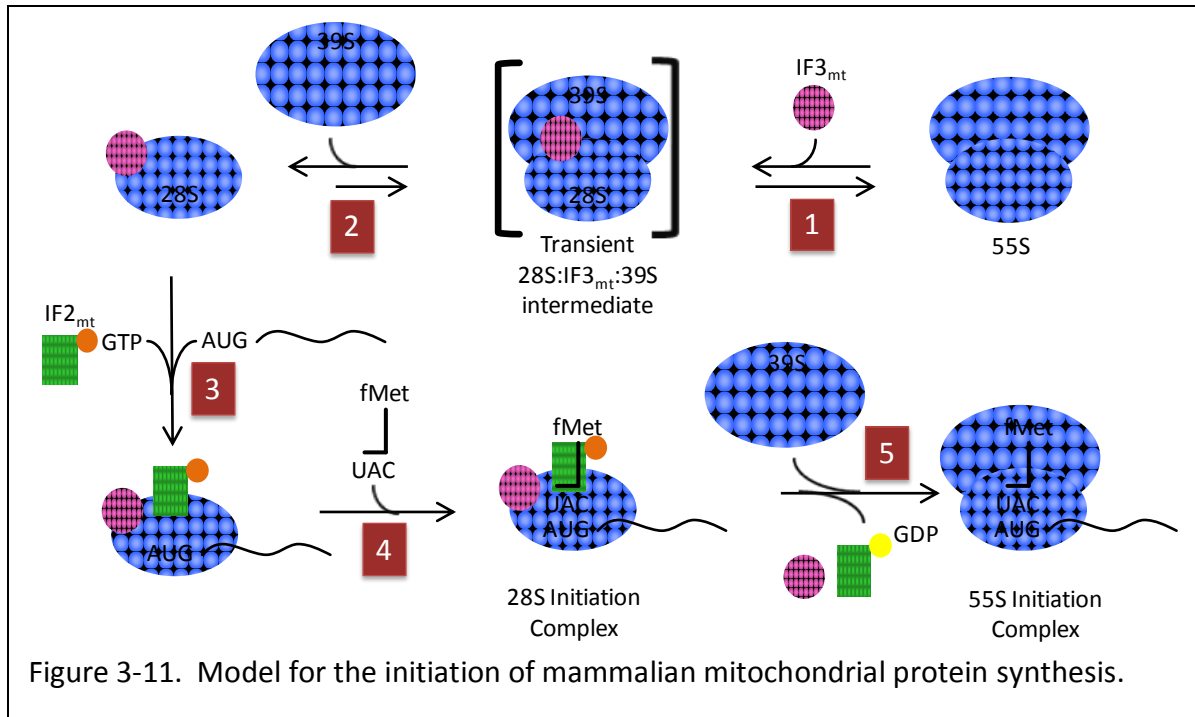 39S
39S
IF3mt
28S
28S
2
1
Transient
28S:IF3mt:39S
intermediate
55S
IF2mt
GTP
AUG
3
fMet
UAC
4
AUG
fMet
UAC
AUG
28S Initiation
Complex
39S
5
GDP
fMet
UAC
AUG
55S Initiation
Complex
Figure 3-11. Model for the initiation of mammalian mitochondrial protein synthesis.